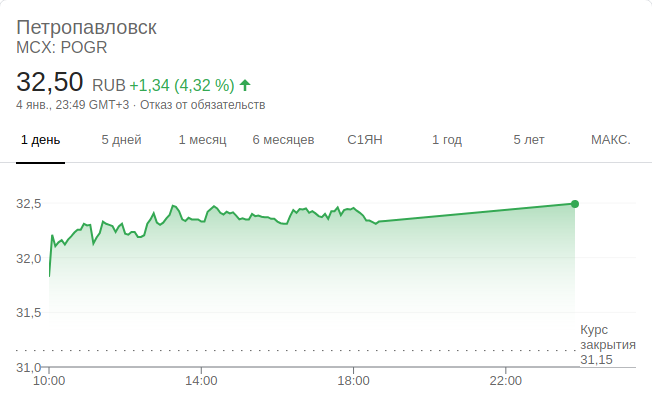 Петропавловск
MCX: POGR
32,50 RUB +1,34 (4,32 %)
4 янв., 23:49 GMT+3 · Отказ от обязательств
1 день 5 дней 1 месяц 6 месяцев С1ЯН 1 год 5 лет МАКС.
32,5
32,0
31,5
31,0
Курс
закрытия
31,15
10:00 14:00 18:00 22:00